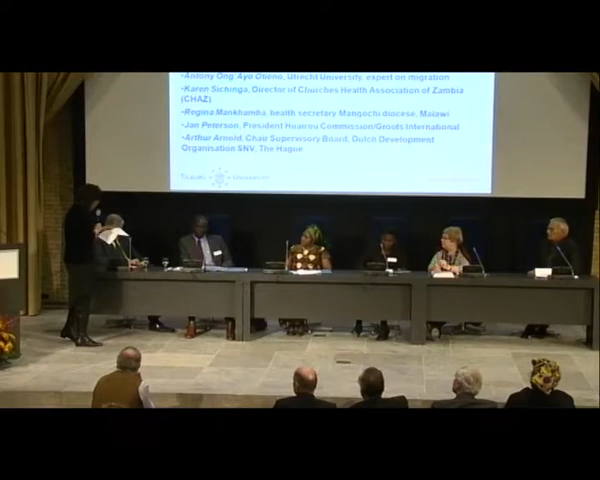 •Antony Ong'Ayo Otieno, Utrecht University, expert on migration
•Karen Sichinga, Director of Churches Health Association of Zambia
(CHAZ)
•Regina Mankhamba, health secretary Mangochi diocese, Malawi
•Jan Peterson, President Huairou Commission/Groots International
•Arthur Arnold, Chair Supervisory Board, Dutch Development
Organisation SNV, The Hague
Tilburg University